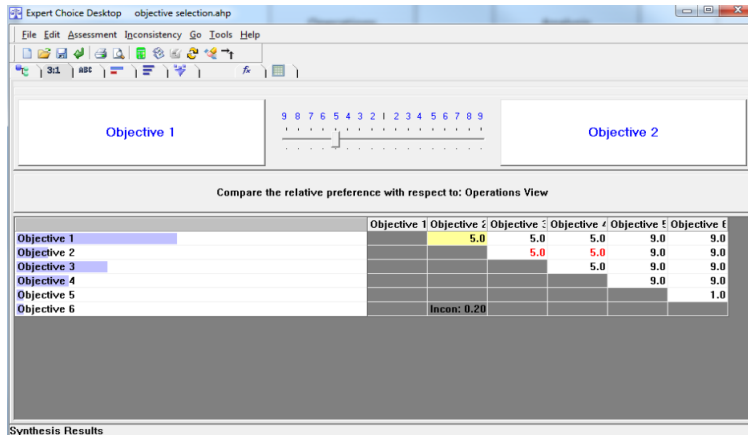 Expert Choice Desktop objective selection.ahp
File Edit Assessment Inconsistency Go Tools Help
3:1 ABC fx
Objective 1
9 8 7 6 5 4 3 2 1 2 3 4 5 6 7 8 9
Objective 2
Compare the relative preference with respect to: Operations View
Objective 1 Objective 2 Objective 3 Objective 4 Objective 5 Objective 6
Objective 1 5.0 5.0 5.0 9.0 9.0
Objective 2 5.0 5.0 9.0 9.0
Objective 3 5.0 9.0 9.0
Objective 4 9.0 9.0
Objective 5 1.0
Objective 6 Incon: 0.20
Synthesis Results